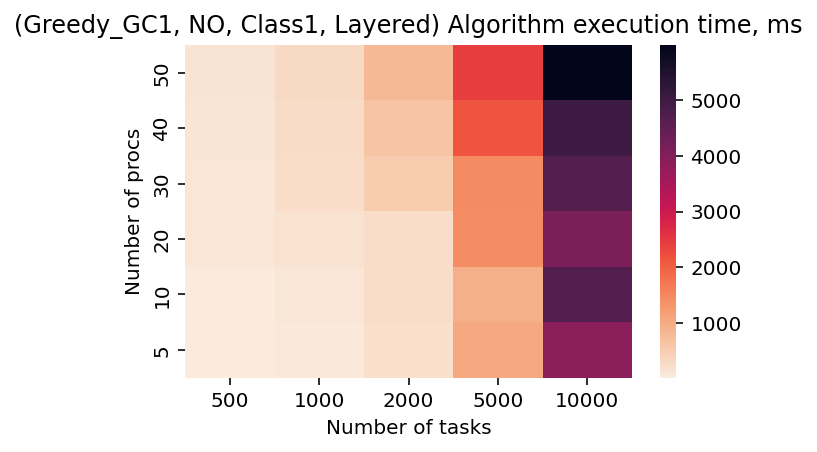 (Greedy_GC1, NO, Class1, Layered) Algorithm execution time, ms
Number of procs
50
40
30
20
10
5
500 1000 2000 5000 10000
Number of tasks
5000
4000
3000
2000
1000